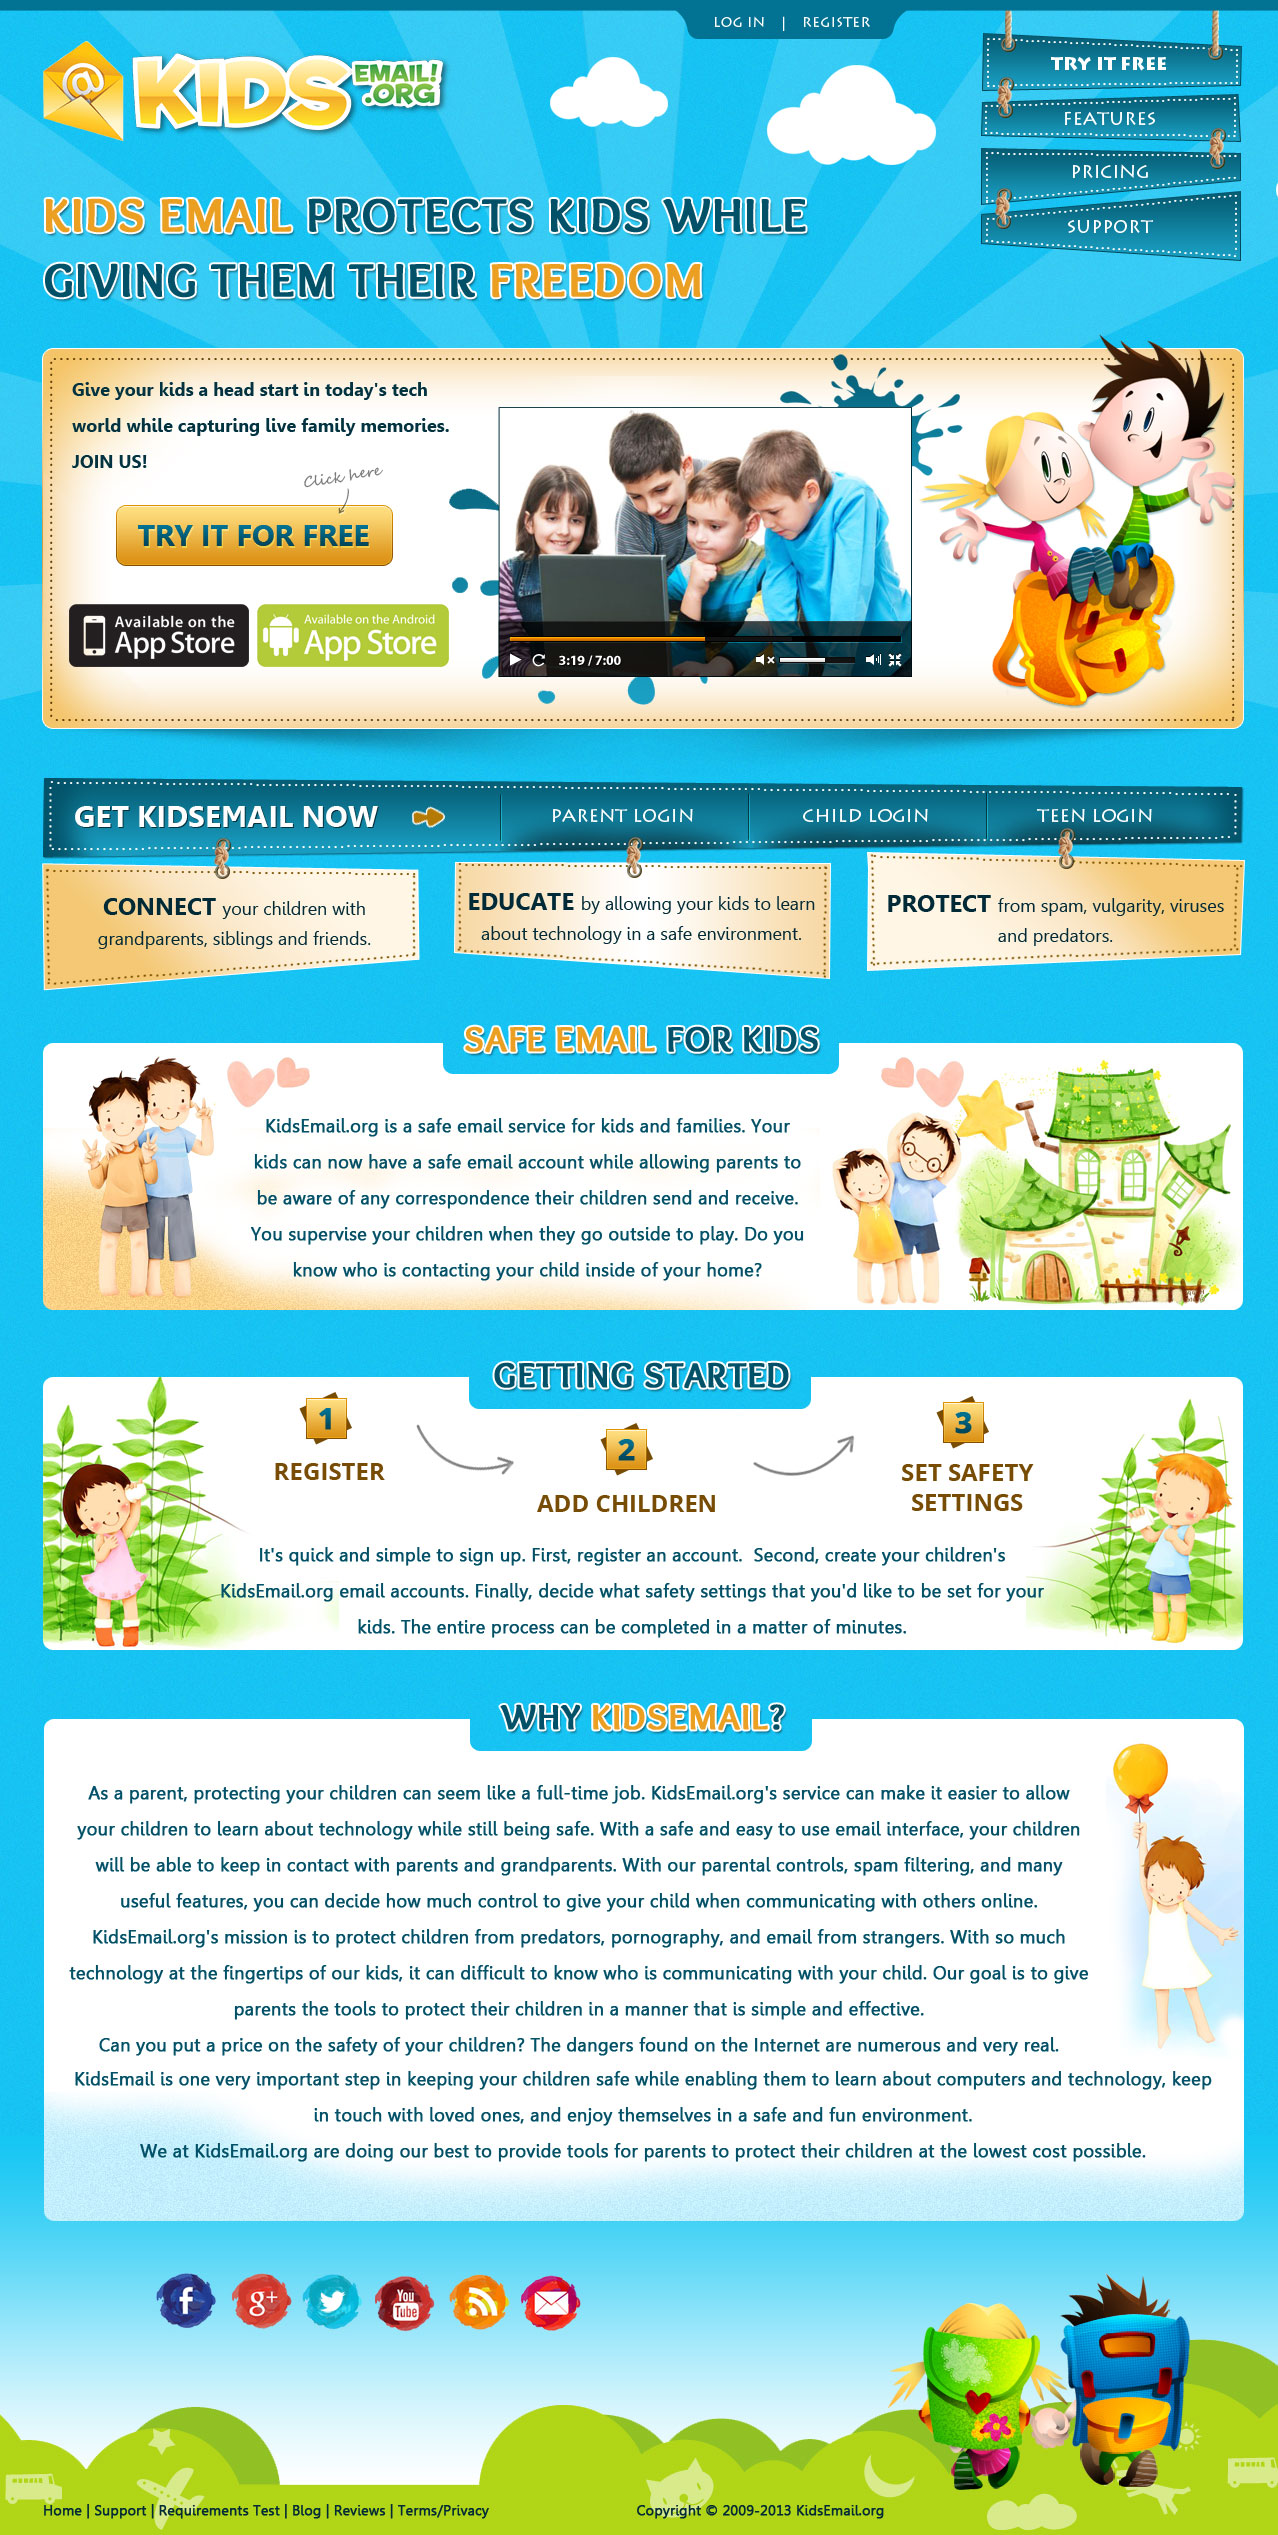 LOG IN | REGISTER
KIDS EMAIL! .ORG
TRY IT FREE
FEATURES
PRICING
SUPPORT
KIDS EMAIL PROTECTS KIDS WHILE
GIVING THEM THEIR FREEDOM
Give your kids a head start in today's tech
world while capturing live family memories.
JOIN US!
Click here
TRY IT FOR FREE
Available on the
App Store
Available on the Android
App Store
3:19 / 7:00
GET KIDSEMAIL NOW
PARENT LOGIN
CHILD LOGIN
TEEN LOGIN
CONNECT your children with
grandparents, siblings and friends.
EDUCATE by allowing your kids to learn
about technology in a safe environment.
PROTECT from spam, vulgarity, viruses
and predators.
SAFE EMAIL FOR KIDS
KidsEmail.org is a safe email service for kids and families. Your
kids can now have a safe email account while allowing parents to
be aware of any correspondence their children send and receive.
You supervise your children when they go outside to play. Do you
know who is contacting your child inside of your home?
GETTING STARTED
1
REGISTER
2
ADD CHILDREN
3
SET SAFETY
SETTINGS
It's quick and simple to sign up. First, register an account. Second, create your children's
KidsEmail.org email accounts. Finally, decide what safety settings that you'd like to be set for your
kids. The entire process can be completed in a matter of minutes.
WHY KIDSEMAIL?
As a parent, protecting your children can seem like a full-time job. KidsEmail.org's service can make it easier to allow
your children to learn about technology while still being safe. With a safe and easy to use email interface, your children
will be able to keep in contact with parents and grandparents. With our parental controls, spam filtering, and many
useful features, you can decide how much control to give your child when communicating with others online.
KidsEmail.org's mission is to protect children from predators, pornography, and email from strangers. With so much
technology at the fingertips of our kids, it can difficult to know who is communicating with your child. Our goal is to give
parents the tools to protect their children in a manner that is simple and effective.
Can you put a price on the safety of your children? The dangers found on the Internet are numerous and very real.
KidsEmail is one very important step in keeping your children safe while enabling them to learn about computers and technology, keep
in touch with loved ones, and enjoy themselves in a safe and fun environment.
We at KidsEmail.org are doing our best to provide tools for parents to protect their children at the lowest cost possible.
f
g+
You
Tube
Home | Support | Requirements Test | Blog | Reviews | Terms/Privacy
Copyright © 2009-2013 KidsEmail.org